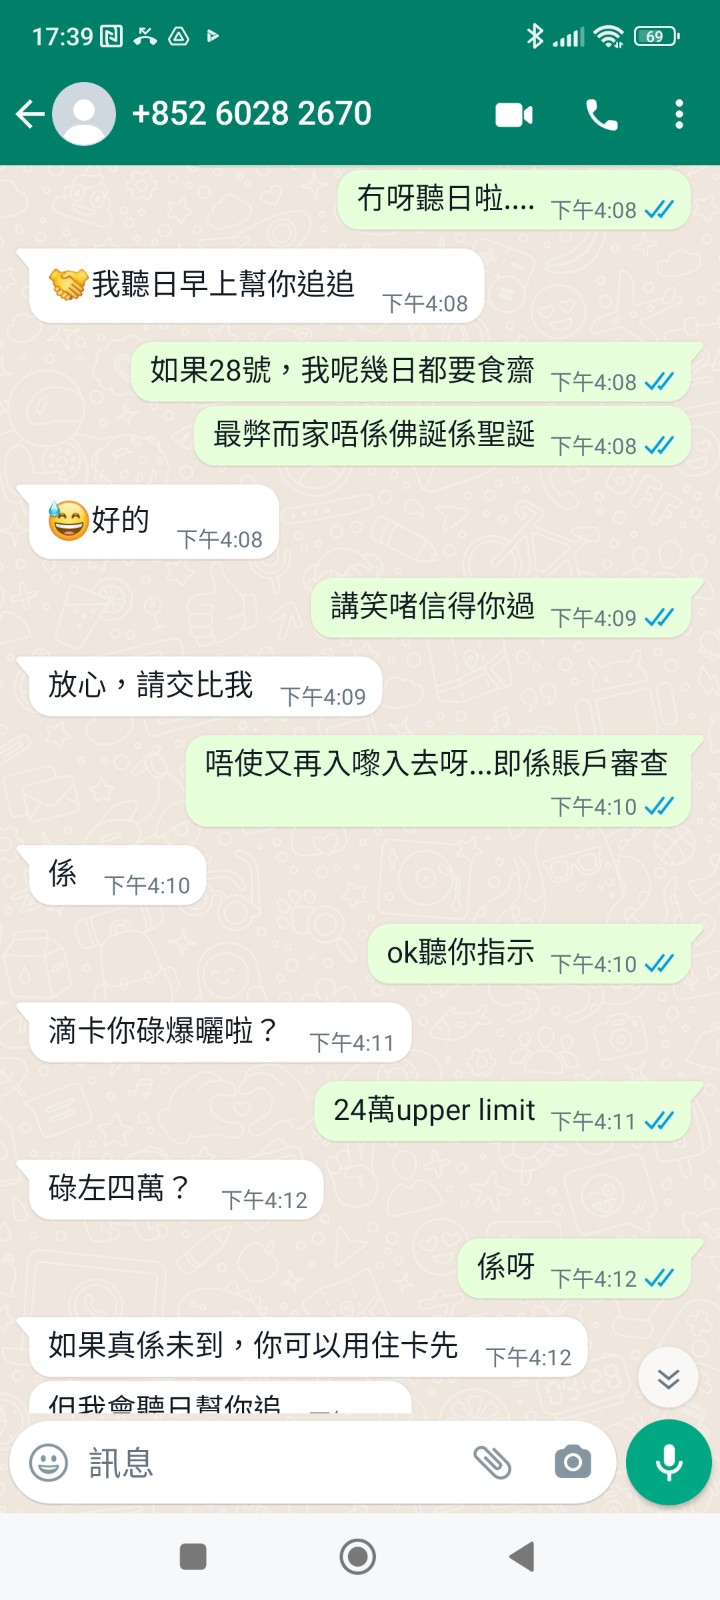 17:39
69
+852 6028 2670
冇呀聽日啦.... 下午4:08
🤝我聽日早上幫你追追 下午4:08
如果28號，我呢幾日都要食齋 下午4:08
最弊而家唔係佛誕係聖誕 下午4:08
😅好的 下午4:08
講笑啫信得你過 下午4:09
放心，請交比我 下午4:09
唔使又再入嚟入去呀...即係賬戶審查
下午4:10
係 下午4:10
ok聽你指示 下午4:10
滴卡你碌爆曬啦？ 下午4:11
24萬upper limit 下午4:11
碌左四萬？ 下午4:12
係呀 下午4:12
如果真係未到，你可以用住卡先 下午4:12
但我會聽日幫你追
訊息